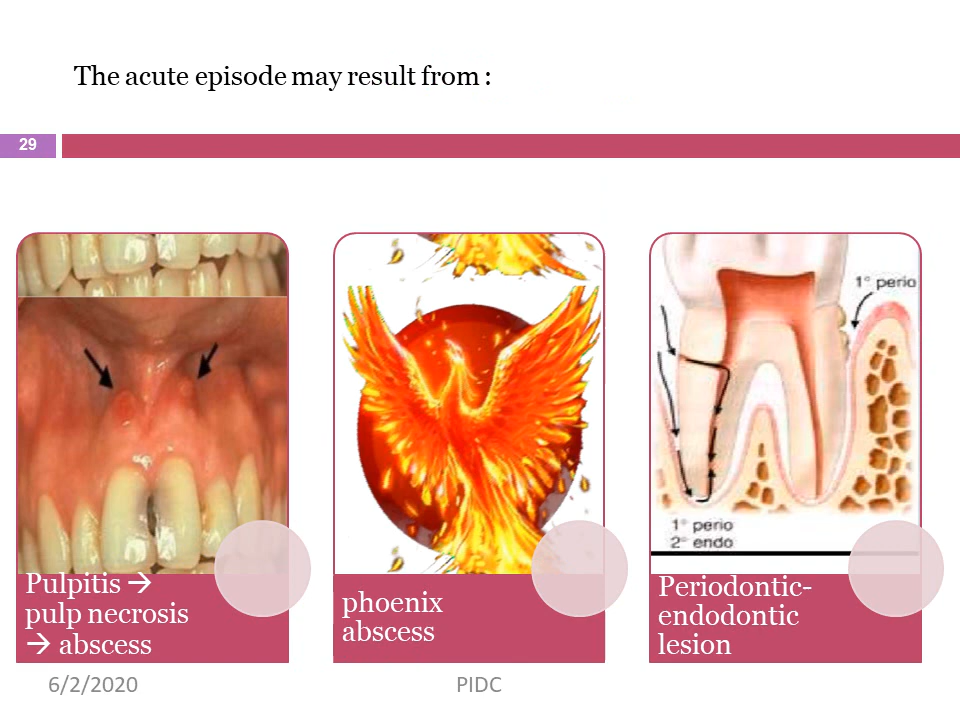 The acute episode may result from :
29
1° perio
1° perio
2° endo
Pulpitis →
pulp necrosis
→ abscess
phoenix
abscess
Periodontic-
endodontic
lesion
6/2/2020
PIDC